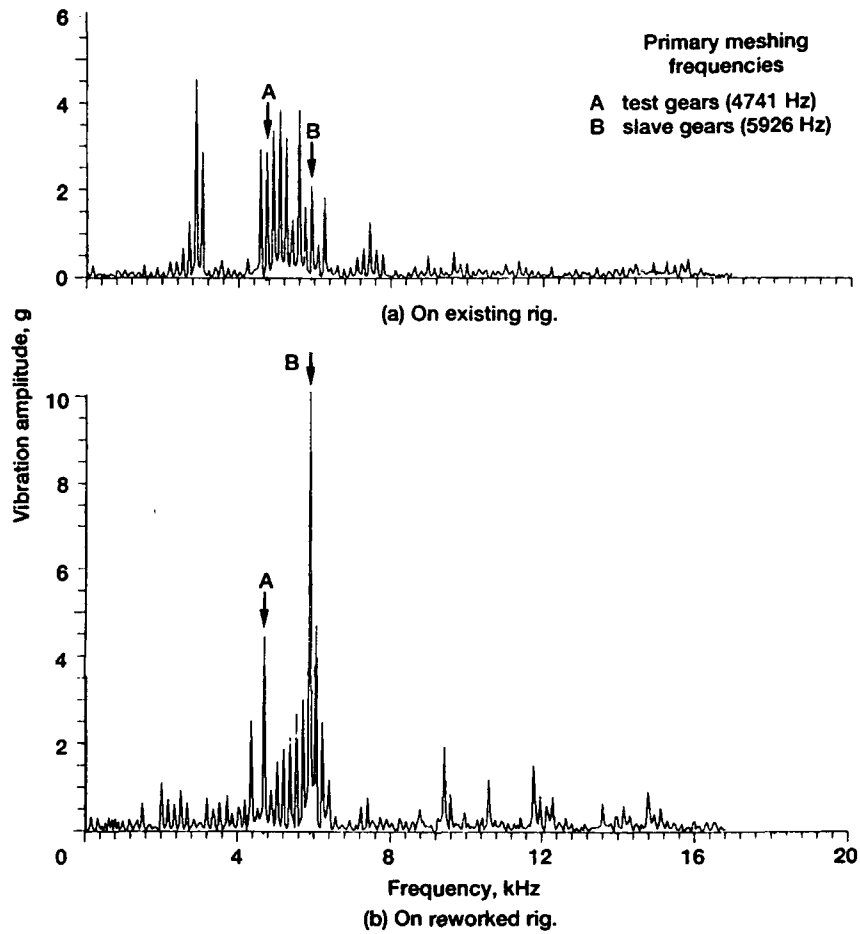 6
4
2
0
A
B
Primary meshing
frequencies
A test gears (4741 Hz)
B slave gears (5926 Hz)
(a) On existing rig.
Vibration amplitude, g
10
8
6
4
2
0
B
A
4
8
12
16
20
Frequency, kHz
(b) On reworked rig.